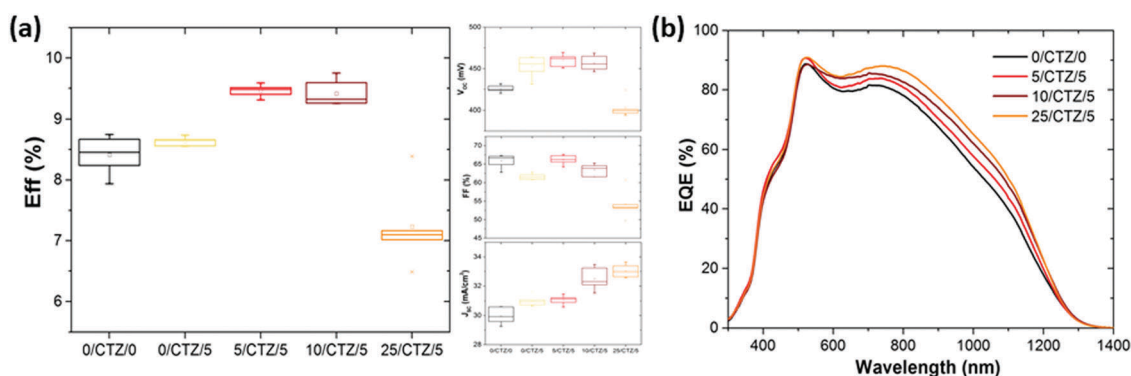 (a)
Eff (%)
10
9
8
7
6
0/CTZ/0 0/CTZ/5 5/CTZ/5 10/CTZ/5 25/CTZ/5
V_OC (mV)
500
450
400
FF (%)
70
65
60
55
50
45
J_sc (mA/cm²)
34
32
30
28
0/CTZ/0 0/CTZ/5 5/CTZ/5 10/CTZ/5 25/CTZ/5
(b)
EQE (%)
100
80
60
40
20
0
400 600 800 1000 1200 1400
Wavelength (nm)
0/CTZ/0
5/CTZ/5
10/CTZ/5
25/CTZ/5